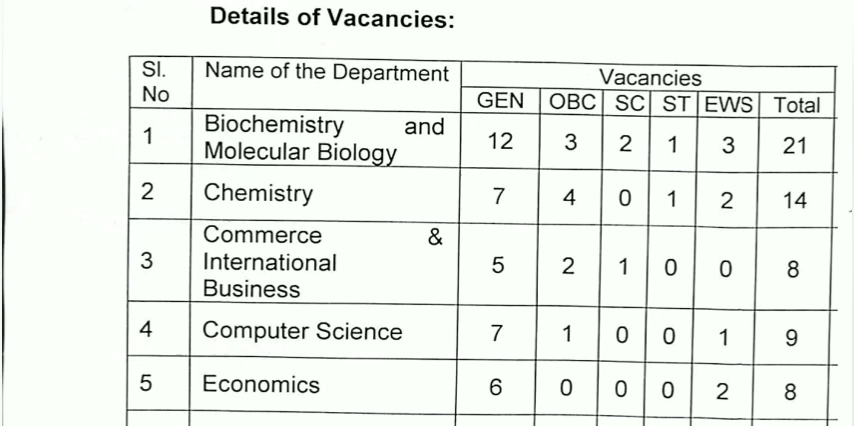 Details of Vacancies:
Sl. No Name of the Department Vacancies
GEN OBC SC ST EWS Total
1 Biochemistry and Molecular Biology 12 3 2 1 3 21
2 Chemistry 7 4 0 1 2 14
3 Commerce & International Business 5 2 1 0 0 8
4 Computer Science 7 1 0 0 1 9
5 Economics 6 0 0 0 2 8